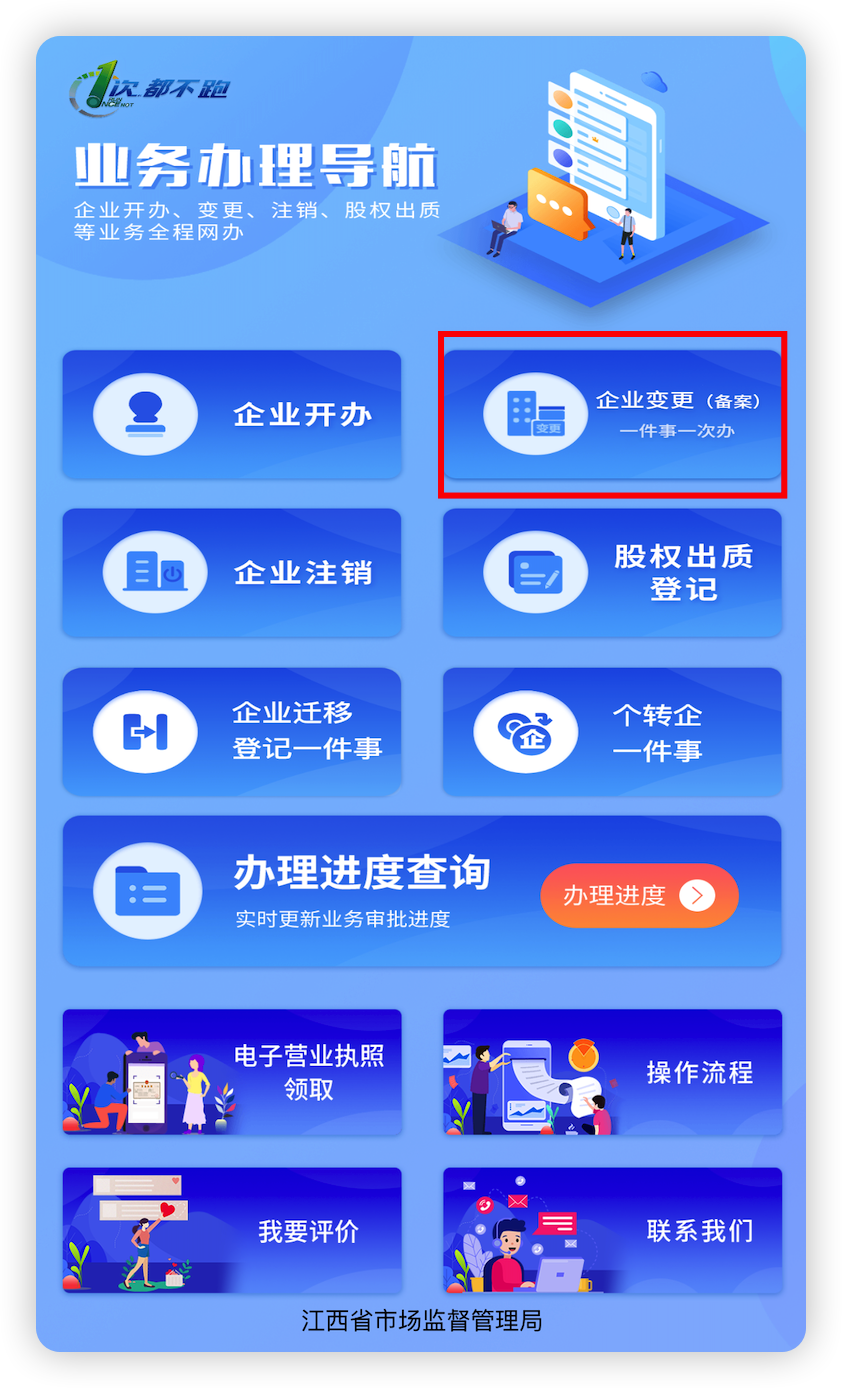 1次都不跑
业务办理导航
企业开办、变更、注销、股权出质
等业务全程网办
企业开办
企业变更（备案）
一件事一次办
变更
企业注销
股权出质
登记
企业迁移
登记一件事
个转企
一件事
企
办理进度查询
实时更新业务审批进度
办理进度
电子营业执照
领取
操作流程
我要评价
联系我们
江西省市场监督管理局